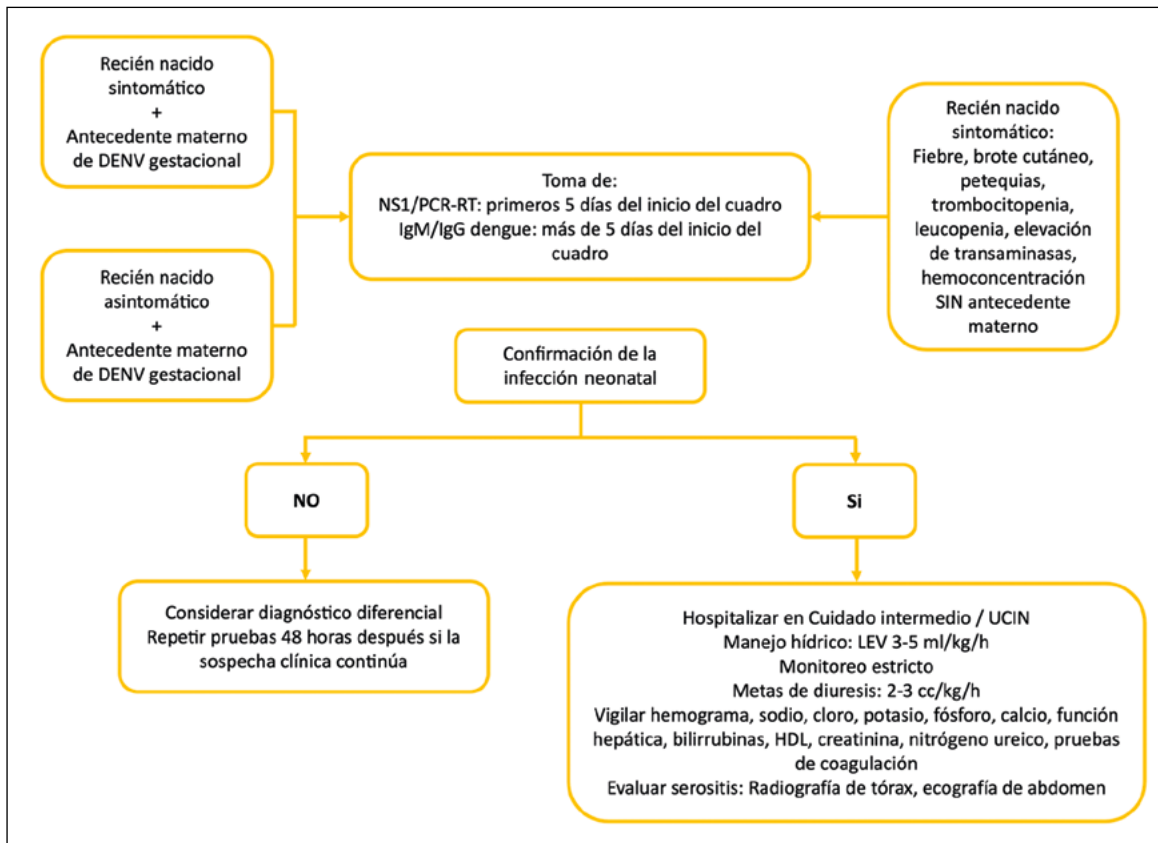 Recién nacido
sintomático
+
Antecedente materno
de DENV gestacional
Recién nacido
asintomático
+
Antecedente materno
de DENV gestacional
Toma de:
NS1/PCR-RT: primeros 5 días del inicio del cuadro
IgM/IgG dengue: más de 5 días del inicio del
cuadro
Recién nacido
sintomático:
Fiebre, brote cutáneo,
petequias,
trombocitopenia,
leucopenia, elevación
de transaminasas,
hemoconcentración
SIN antecedente
materno
Confirmación de la
infección neonatal
NO
Si
Considerar diagnóstico diferencial
Repetir pruebas 48 horas después si la
sospecha clínica continúa
Hospitalizar en Cuidado intermedio / UCIN
Manejo hídrico: LEV 3-5 ml/kg/h
Monitoreo estricto
Metas de diuresis: 2-3 cc/kg/h
Vigilar hemograma, sodio, cloro, potasio, fósforo, calcio, función
hepática, bilirrubinas, HDL, creatinina, nitrógeno ureico, pruebas
de coagulación
Evaluar serositis: Radiografía de tórax, ecografía de abdomen